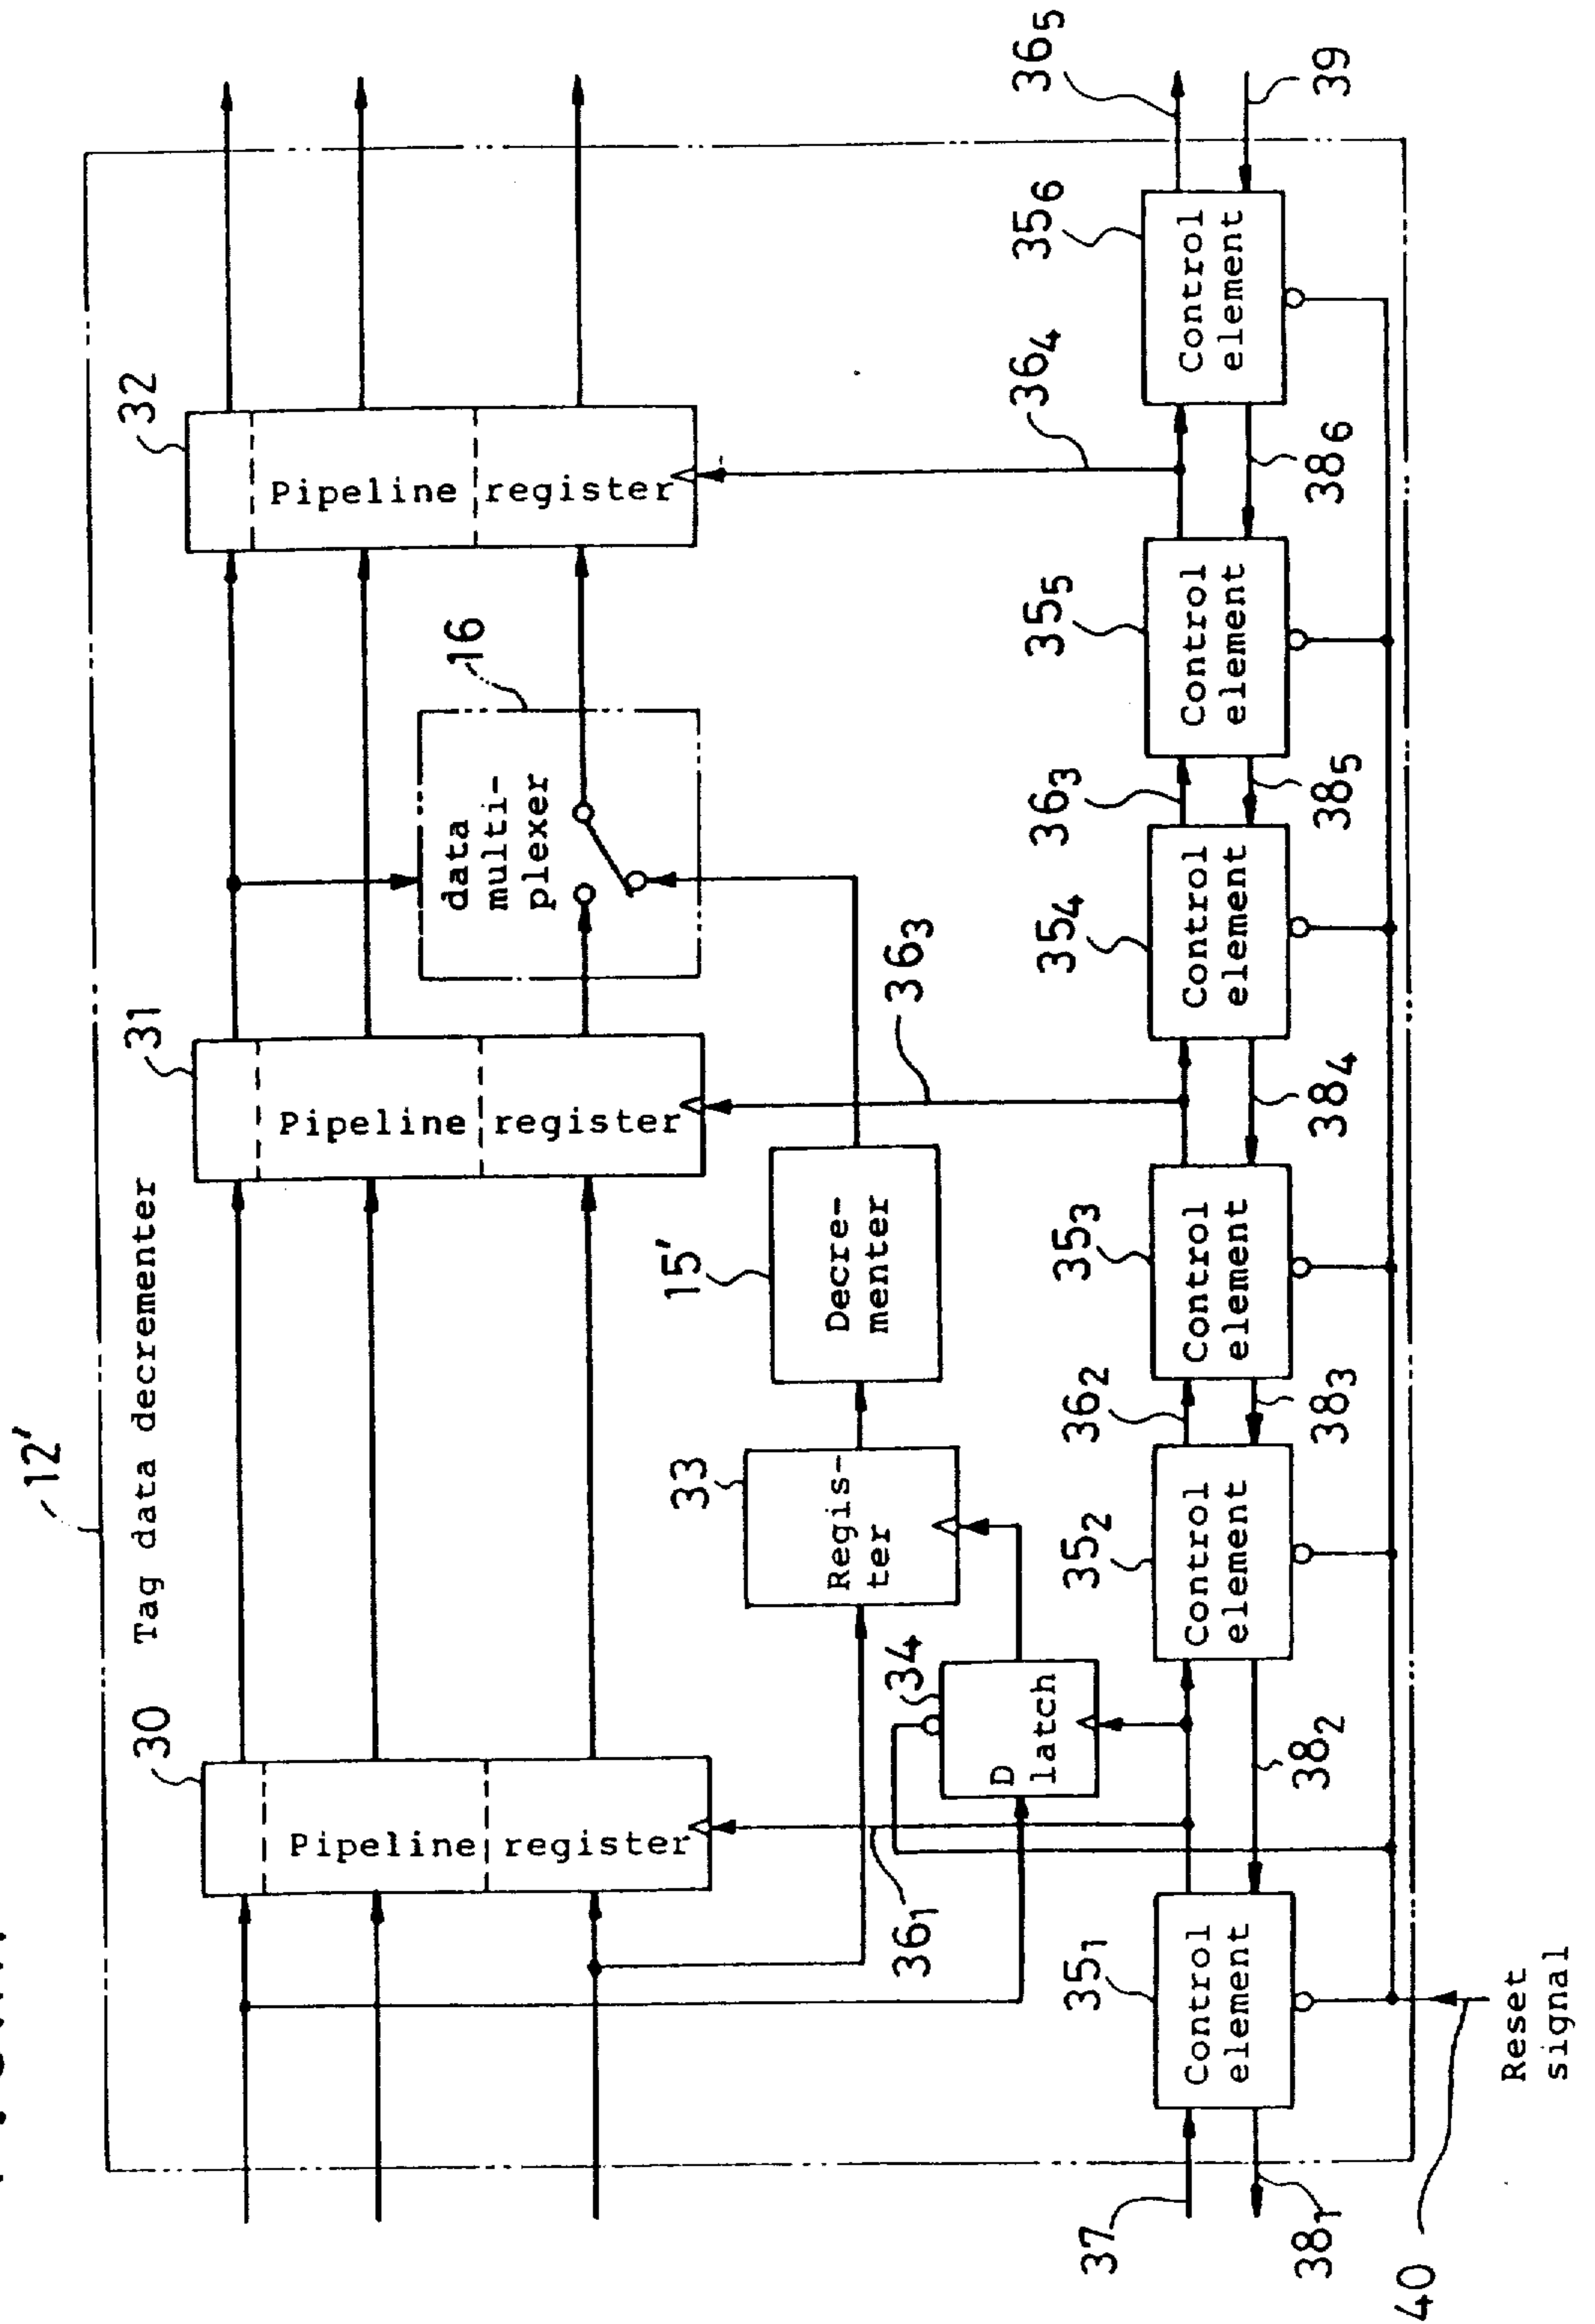 12'
Tag data decrementer
30
Pipeline register
31
Pipeline register
32
Pipeline register
16
data
multi-
plexer
33
Regis-
ter
15'
Decre-
menter
34
D
latch
36₁
36₃
36₄
35₁
Control
element
35₂
Control
element
35₃
Control
element
35₄
Control
element
35₅
Control
element
35₆
Control
element
36₂
36₃
36₅
37
38₁
38₂
38₃
38₄
38₅
38₆
39
40
Reset
signal